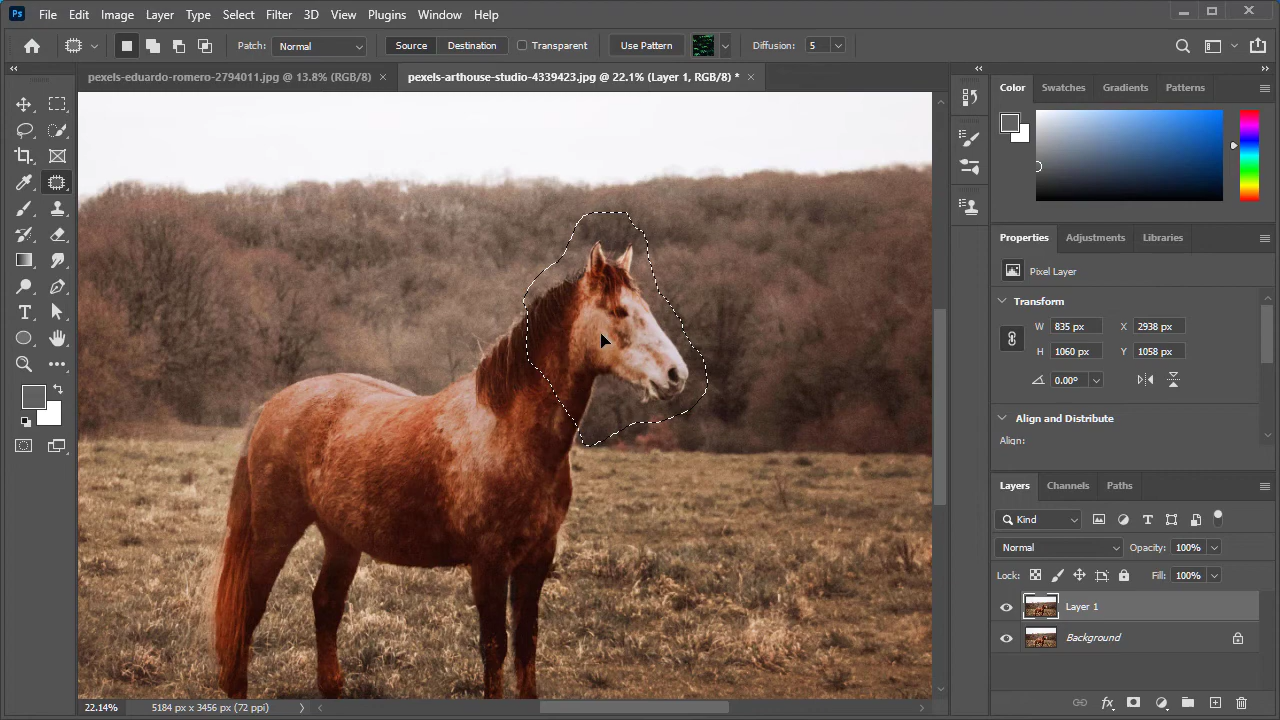 Ps File Edit Image Layer Type Select Filter 3D View Plugins Window Help
Patch: Normal Source Destination Transparent Use Pattern Diffusion: 5
pexels-eduardo-romero-2794011.jpg @ 13.8% (RGB/8) pexels-arthouse-studio-4339423.jpg @ 22.1% (Layer 1, RGB/8) *
Color Swatches Gradients Patterns
Properties Adjustments Libraries
Pixel Layer
Transform
W 835 px X 2938 px
H 1060 px Y 1058 px
0.00°
Align and Distribute
Align:
Layers Channels Paths
Kind
Normal Opacity: 100%
Lock: Fill: 100%
Layer 1
Background
22.14% 5184 px x 3456 px (72 ppi)
fx